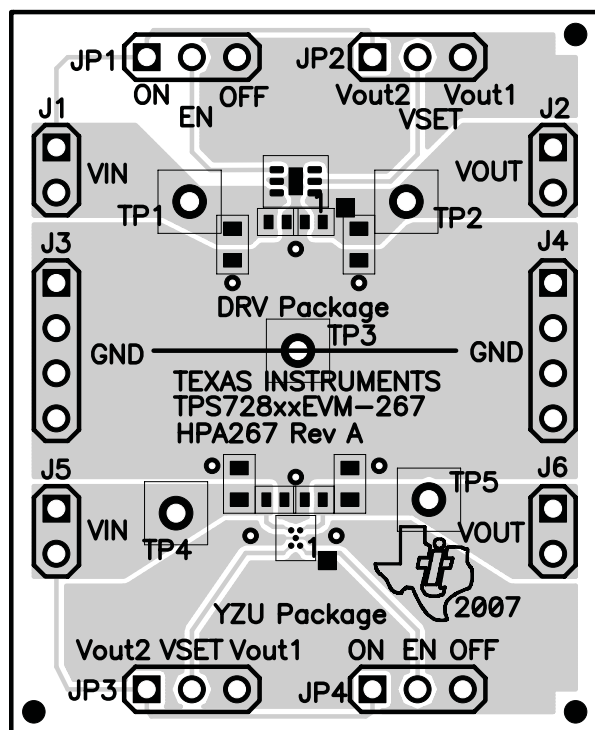 JP1
JP2
ON
EN
OFF
Vout2
VSET
Vout1
J1
J2
VIN
VOUT
TP1
TP2
1
J3
J4
DRV Package
TP3
GND
GND
TEXAS INSTRUMENTS
TPS728xxEVM-267
HPA267 Rev A
J5
J6
TP5
VIN
VOUT
TP4
1
2007
YZU Package
Vout2 VSET Vout1
ON EN OFF
JP3
JP4